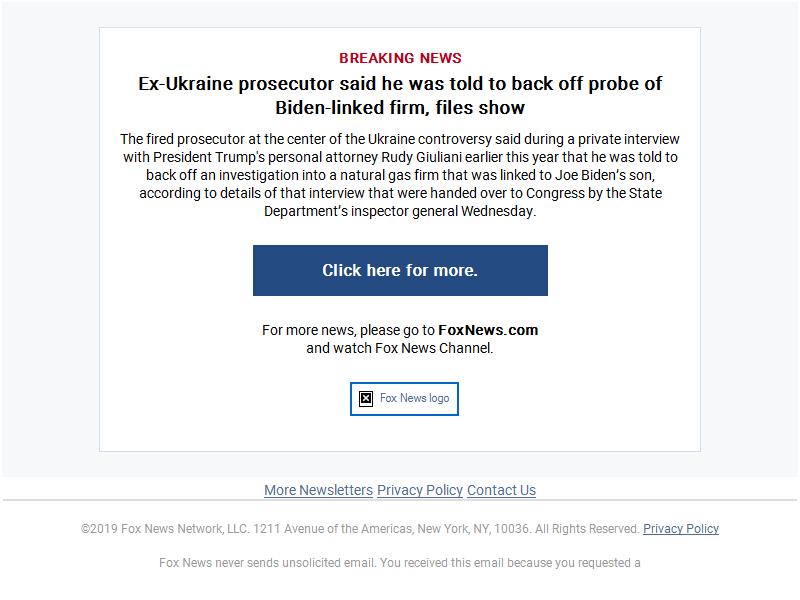 BREAKING NEWS
Ex-Ukraine prosecutor said he was told to back off probe of
Biden-linked firm, files show
The fired prosecutor at the center of the Ukraine controversy said during a private interview
with President Trump's personal attorney Rudy Giuliani earlier this year that he was told to
back off an investigation into a natural gas firm that was linked to Joe Biden’s son,
according to details of that interview that were handed over to Congress by the State
Department’s inspector general Wednesday.
Click here for more.
For more news, please go to FoxNews.com
and watch Fox News Channel.
Fox News logo
More Newsletters Privacy Policy Contact Us
©2019 Fox News Network, LLC. 1211 Avenue of the Americas, New York, NY, 10036. All Rights Reserved. Privacy Policy
Fox News never sends unsolicited email. You received this email because you requested a